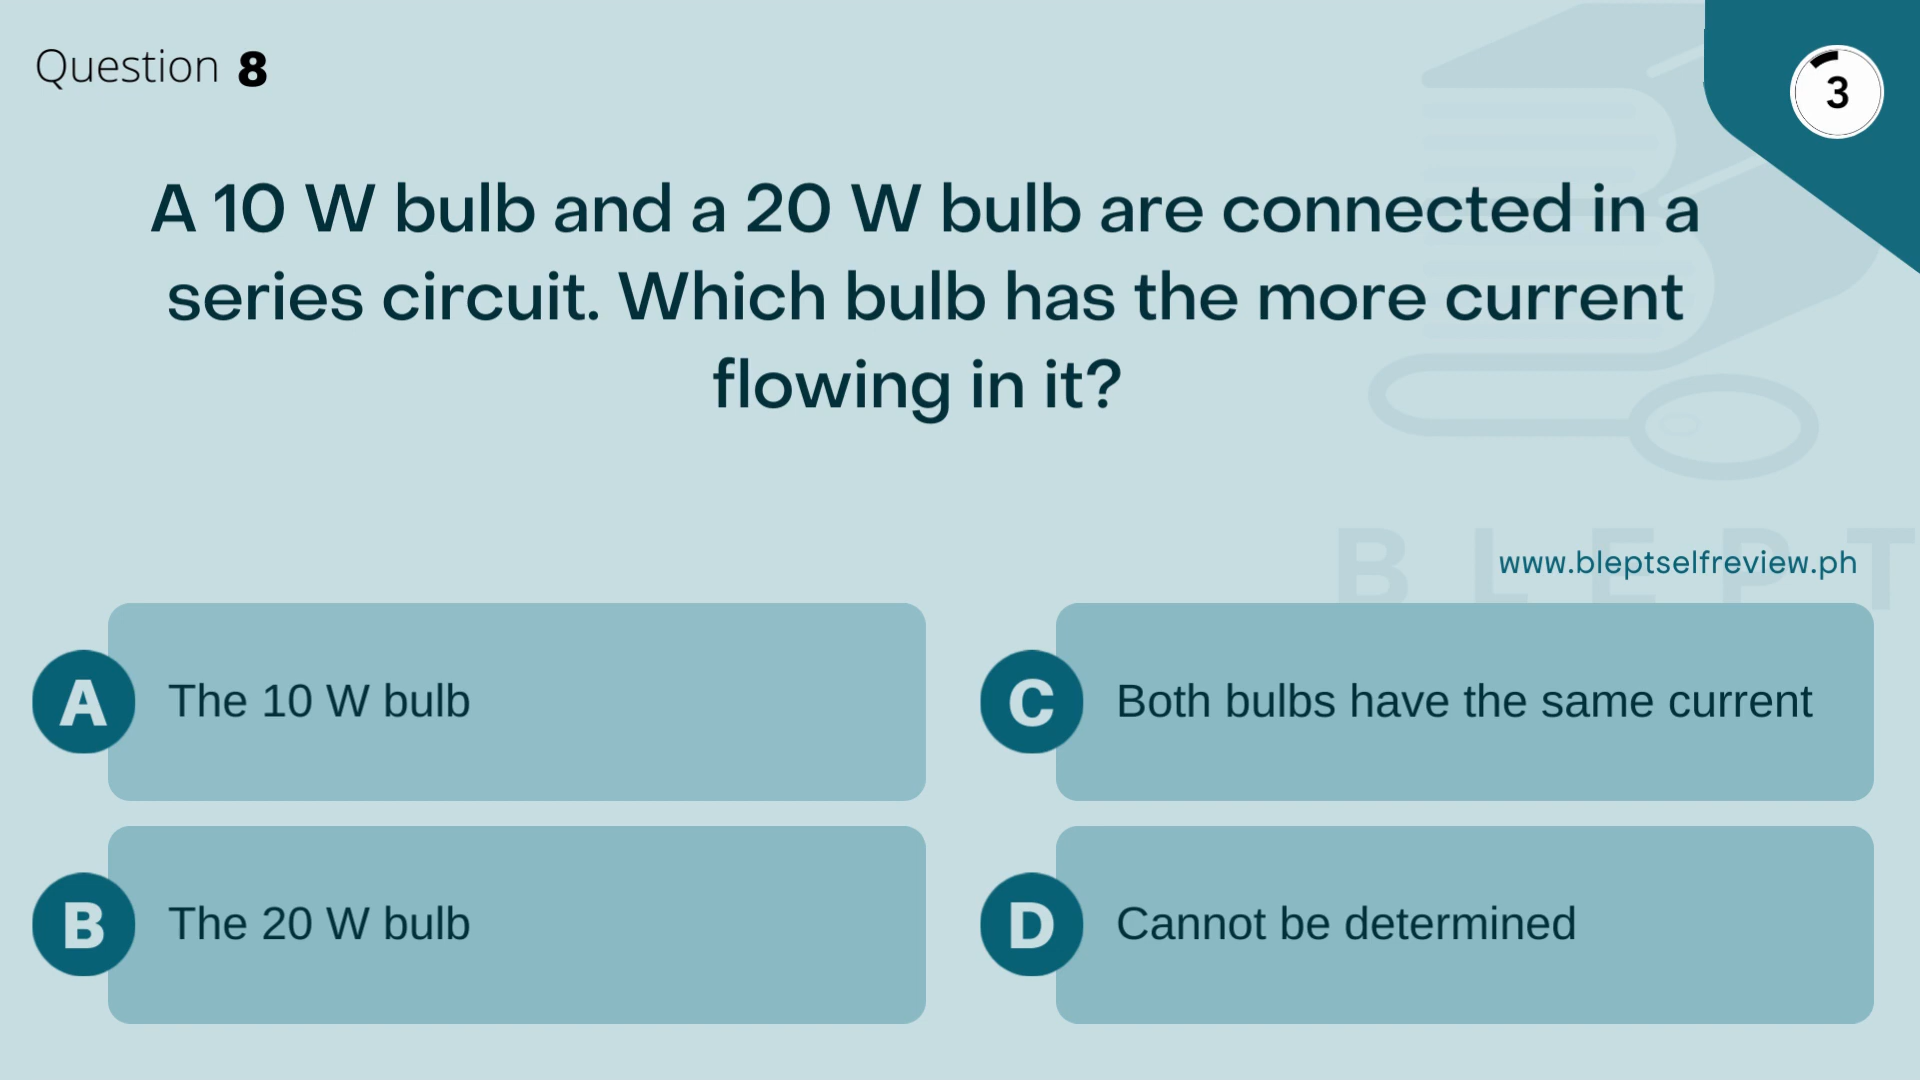 Question 8
3
A 10 W bulb and a 20 W bulb are connected in a
series circuit. Which bulb has the more current
flowing in it?
BLEPT
www.bleptselfreview.ph
A The 10 W bulb
C Both bulbs have the same current
B The 20 W bulb
D Cannot be determined